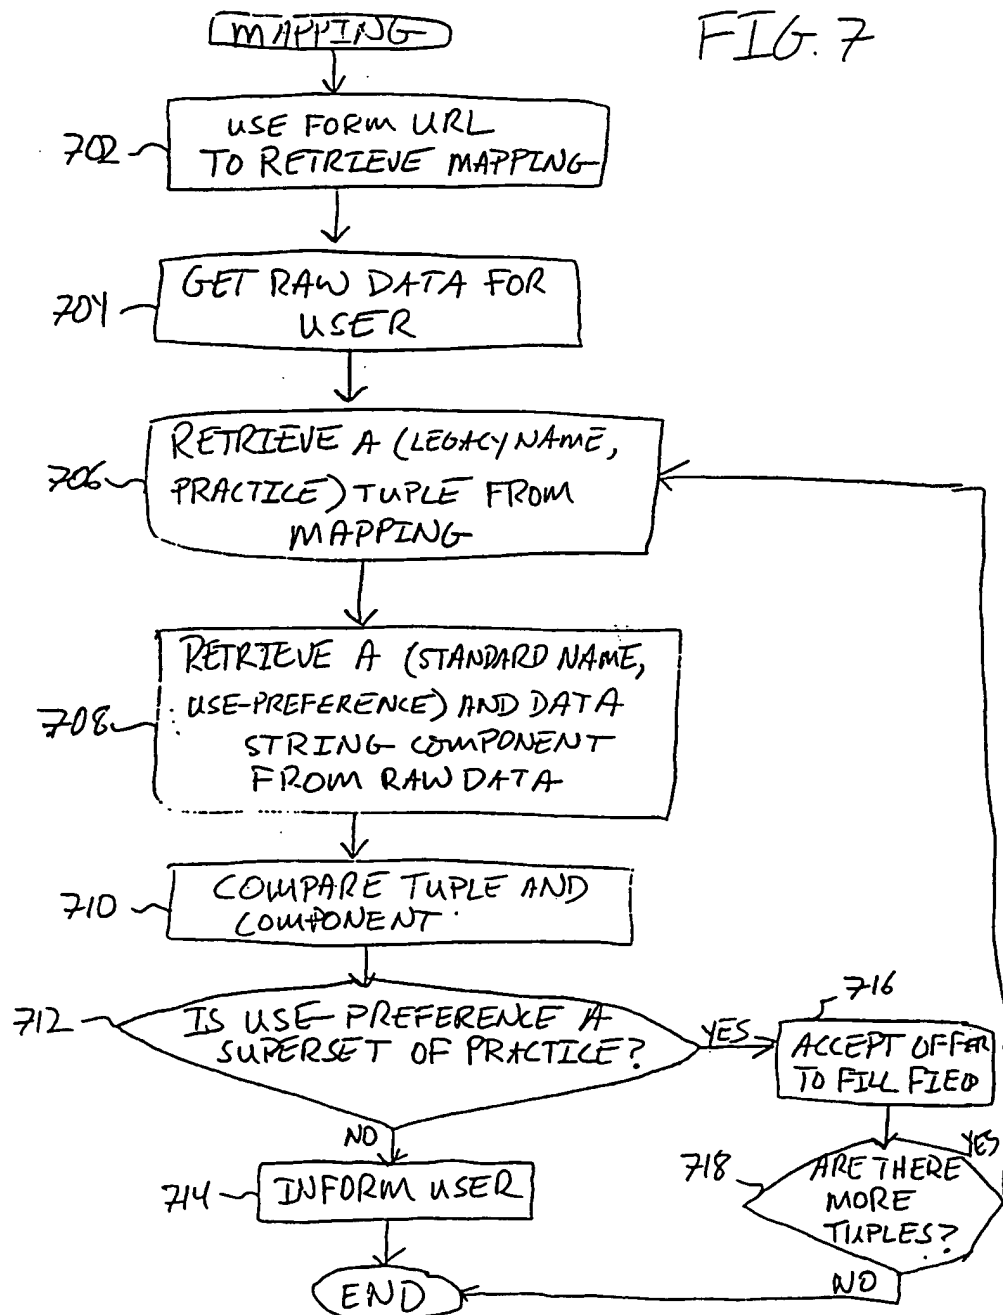 MAPPING
FIG. 7
702
USE FORM URL
TO RETRIEVE MAPPING
704
GET RAW DATA FOR
USER
706
RETRIEVE A (LEGACY NAME,
PRACTICE) TUPLE FROM
MAPPING
708
RETRIEVE A (STANDARD NAME,
USE-PREFERENCE) AND DATA
STRING COMPONENT
FROM RAW DATA
710
COMPARE TUPLE AND
COMPONENT
712
IS USE-PREFERENCE A
SUPERSET OF PRACTICE?
YES
716
ACCEPT OFFER
TO FILL FIELD
NO
714
INFORM USER
718
ARE THERE
MORE
TUPLES?
YES
NO
END